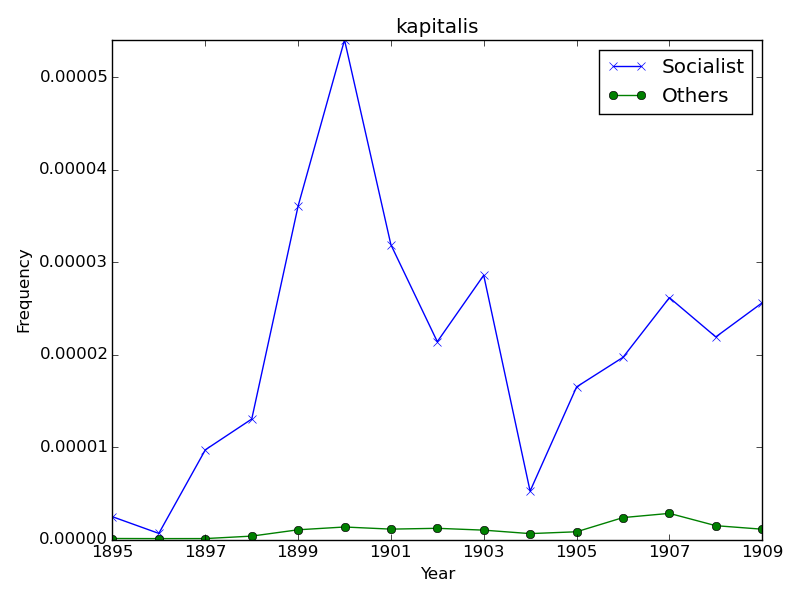 kapitalis
Socialist
Others
Frequency
0.00005
0.00004
0.00003
0.00002
0.00001
0.00000
1895 1897 1899 1901 1903 1905 1907 1909
Year